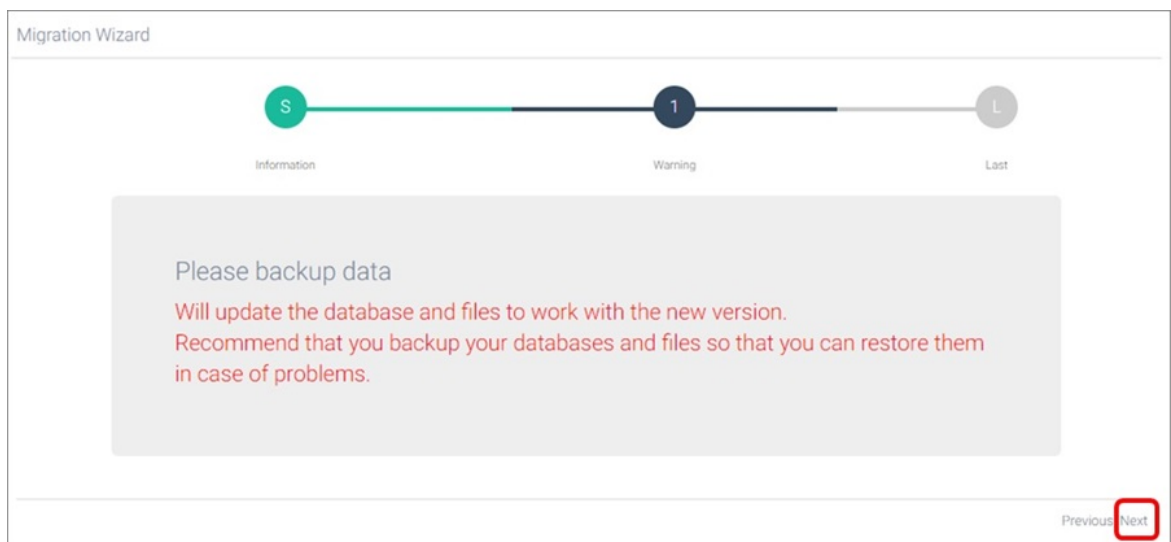 Migration Wizard
S 1 L
Information Warning Last
Please backup data
Will update the database and files to work with the new version.
Recommend that you backup your databases and files so that you can restore them
in case of problems.
Previous Next